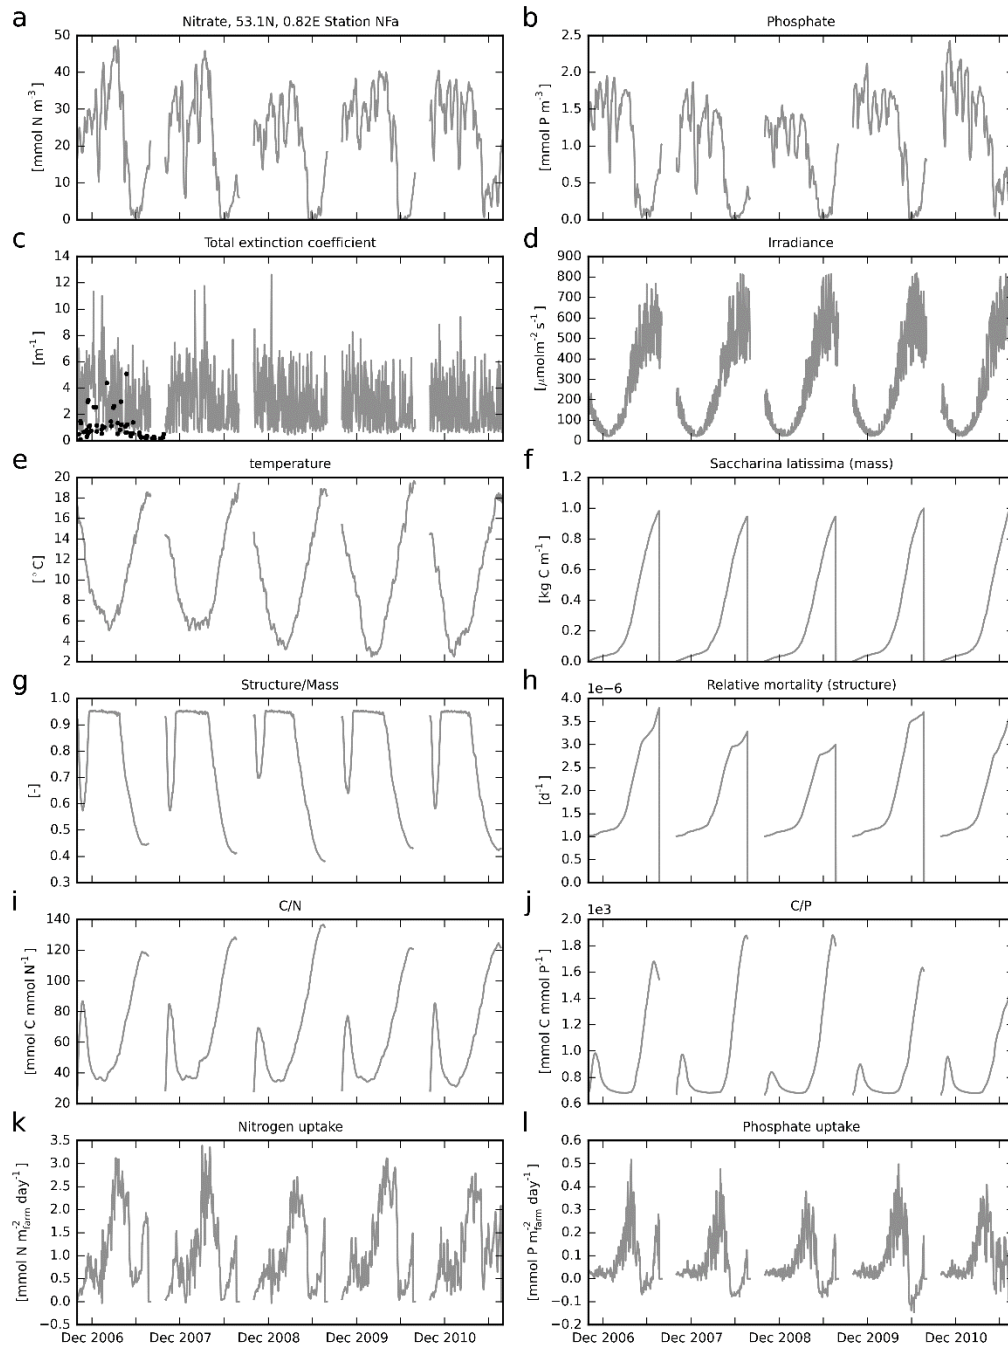 a
Nitrate, 53.1N, 0.82E Station NFa
[mmol N m⁻³ ]
50
40
30
20
10
0
b
Phosphate
[mmol P m⁻³ ]
2.5
2.0
1.5
1.0
0.5
0.0
c
Total extinction coefficient
[m⁻¹ ]
14
12
10
8
6
4
2
0
d
Irradiance
[μmolm⁻² s⁻¹ ]
900
800
700
600
500
400
300
200
100
0
e
temperature
[° C]
20
18
16
14
12
10
8
6
4
2
f
Saccharina latissima (mass)
[kg C m⁻¹ ]
1.2
1.0
0.8
0.6
0.4
0.2
0.0
g
Structure/Mass
[-]
1.0
0.9
0.8
0.7
0.6
0.5
0.4
0.3
h
Relative mortality (structure)
1e−6
[d⁻¹ ]
4.0
3.5
3.0
2.5
2.0
1.5
1.0
0.5
0.0
i
C/N
[mmol C mmol N⁻¹ ]
140
120
100
80
60
40
20
j
C/P
1e3
[mmol C mmol P⁻¹ ]
2.0
1.8
1.6
1.4
1.2
1.0
0.8
0.6
k
Nitrogen uptake
[mmol N m⁻²farm day⁻¹ ]
3.5
3.0
2.5
2.0
1.5
1.0
0.5
0.0
−0.5
Dec 2006 Dec 2007 Dec 2008 Dec 2009 Dec 2010
l
Phosphate uptake
[mmol P m⁻²farm day⁻¹ ]
0.6
0.5
0.4
0.3
0.2
0.1
0.0
−0.1
−0.2
Dec 2006 Dec 2007 Dec 2008 Dec 2009 Dec 2010